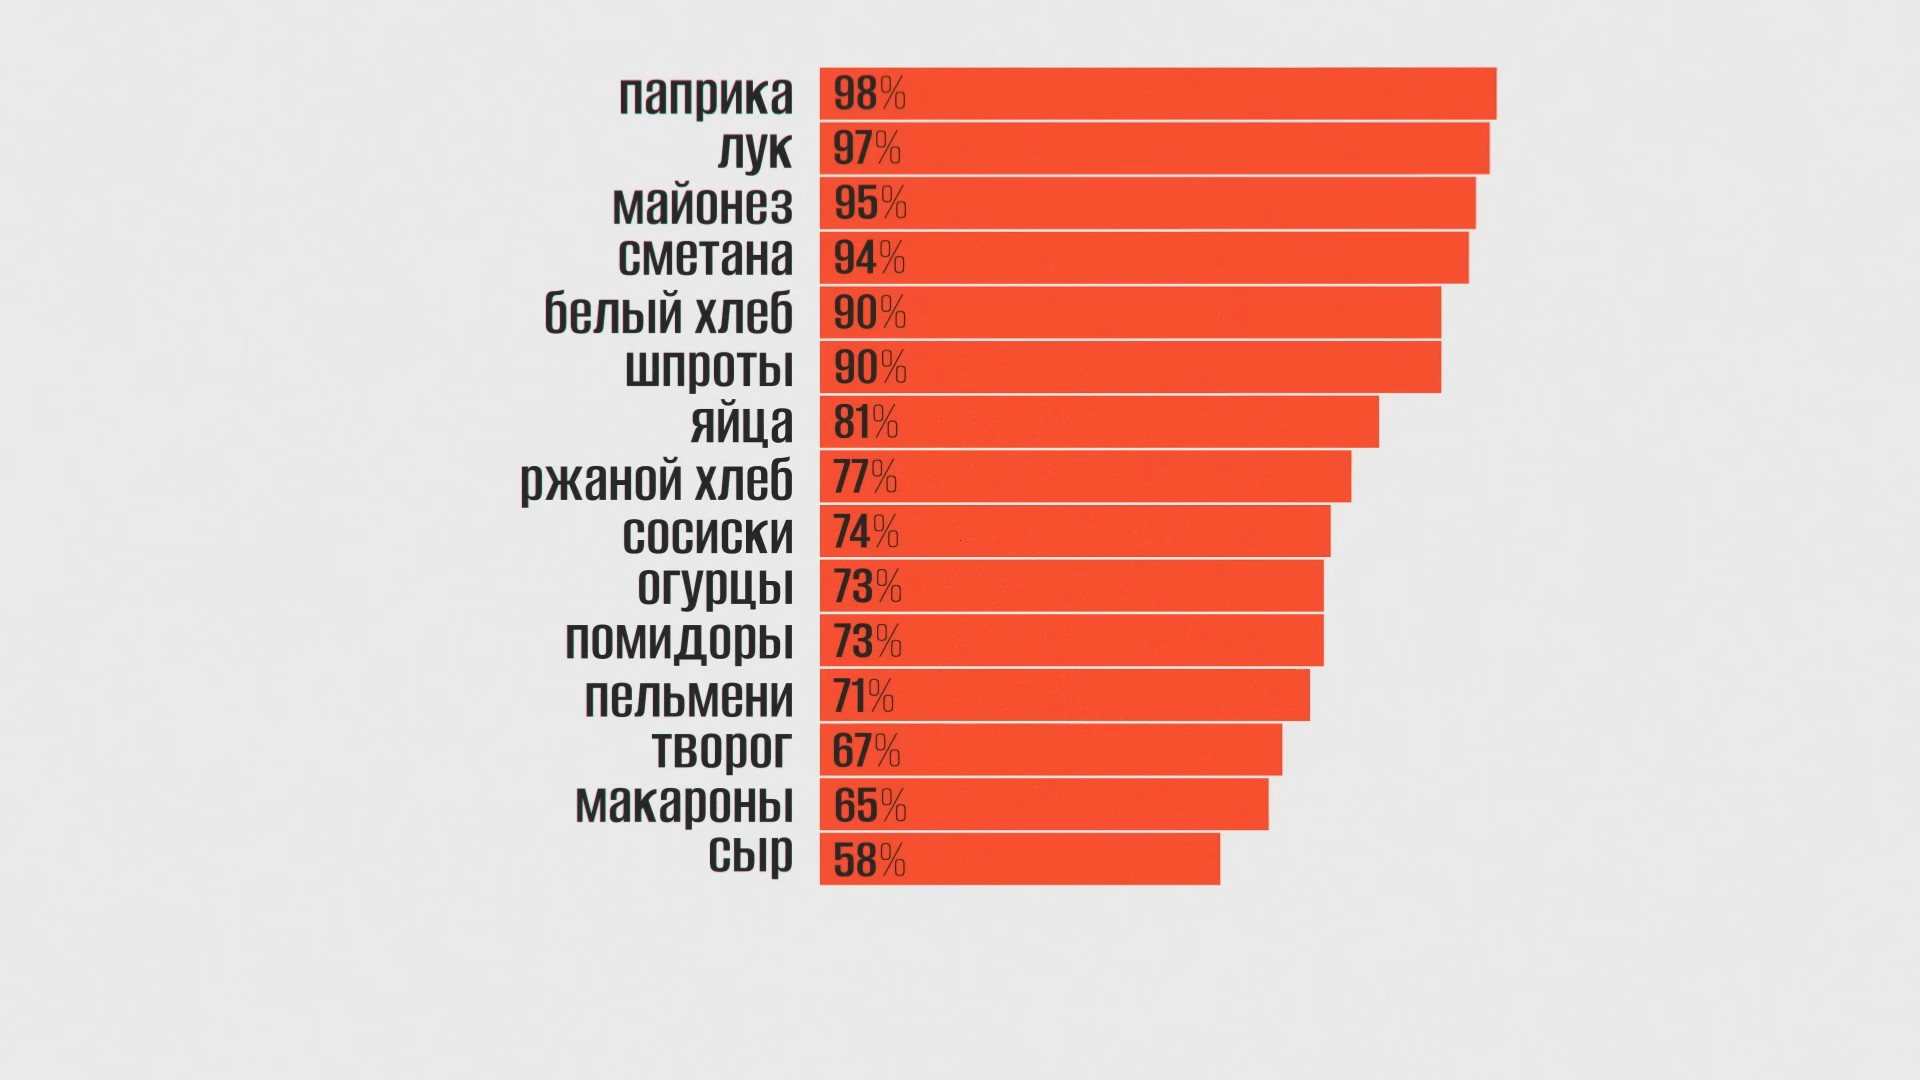 паприка 98%
лук 97%
майонез 95%
сметана 94%
белый хлеб 90%
шпроты 90%
яйца 81%
ржаной хлеб 77%
сосиски 74%
огурцы 73%
помидоры 73%
пельмени 71%
творог 67%
макароны 65%
сыр 58%